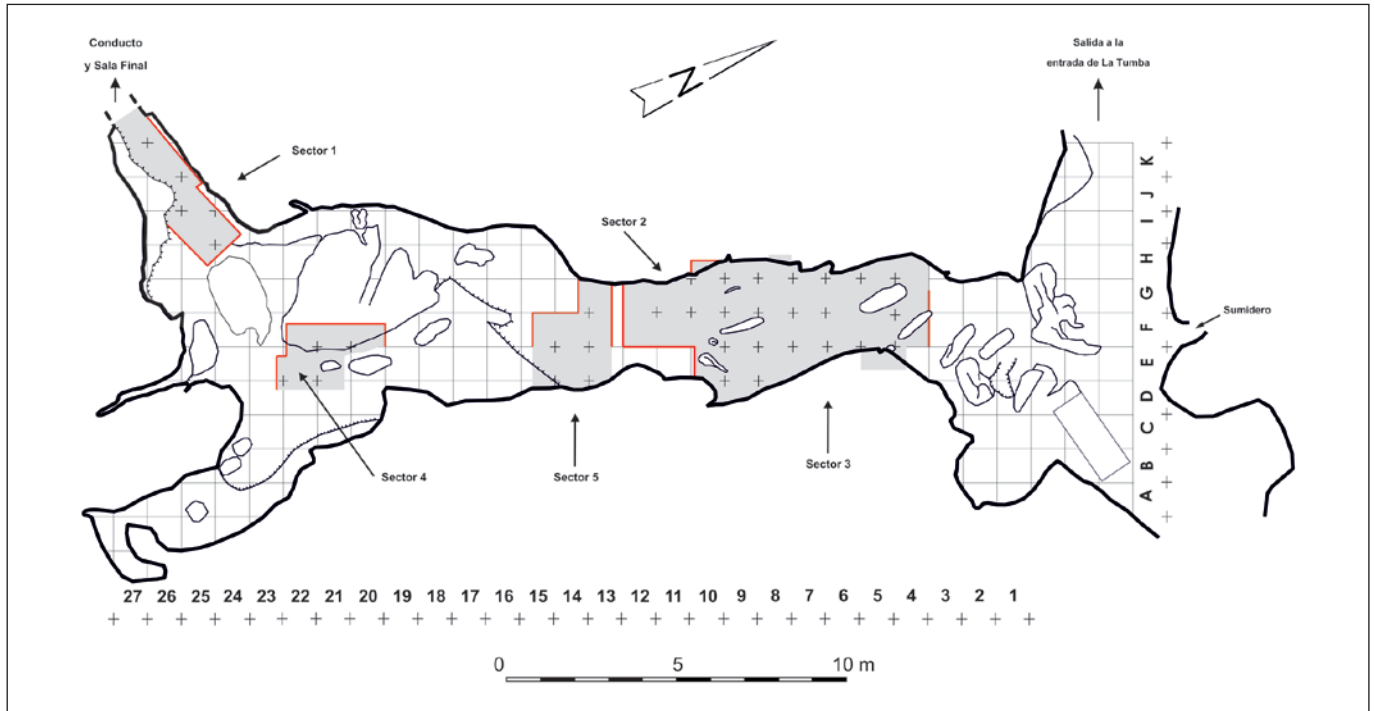 Conducto
y Sala Final
Salida a la
entrada de La Tumba
N
Sector 1
Sector 2
Sumidero
Sector 4
Sector 5
Sector 3
K
J
I
H
G
F
E
D
C
B
A
27 26 25 24 23 22 21 20 19 18 17 16 15 14 13 12 11 10 9 8 7 6 5 4 3 2 1
0 5 10 m